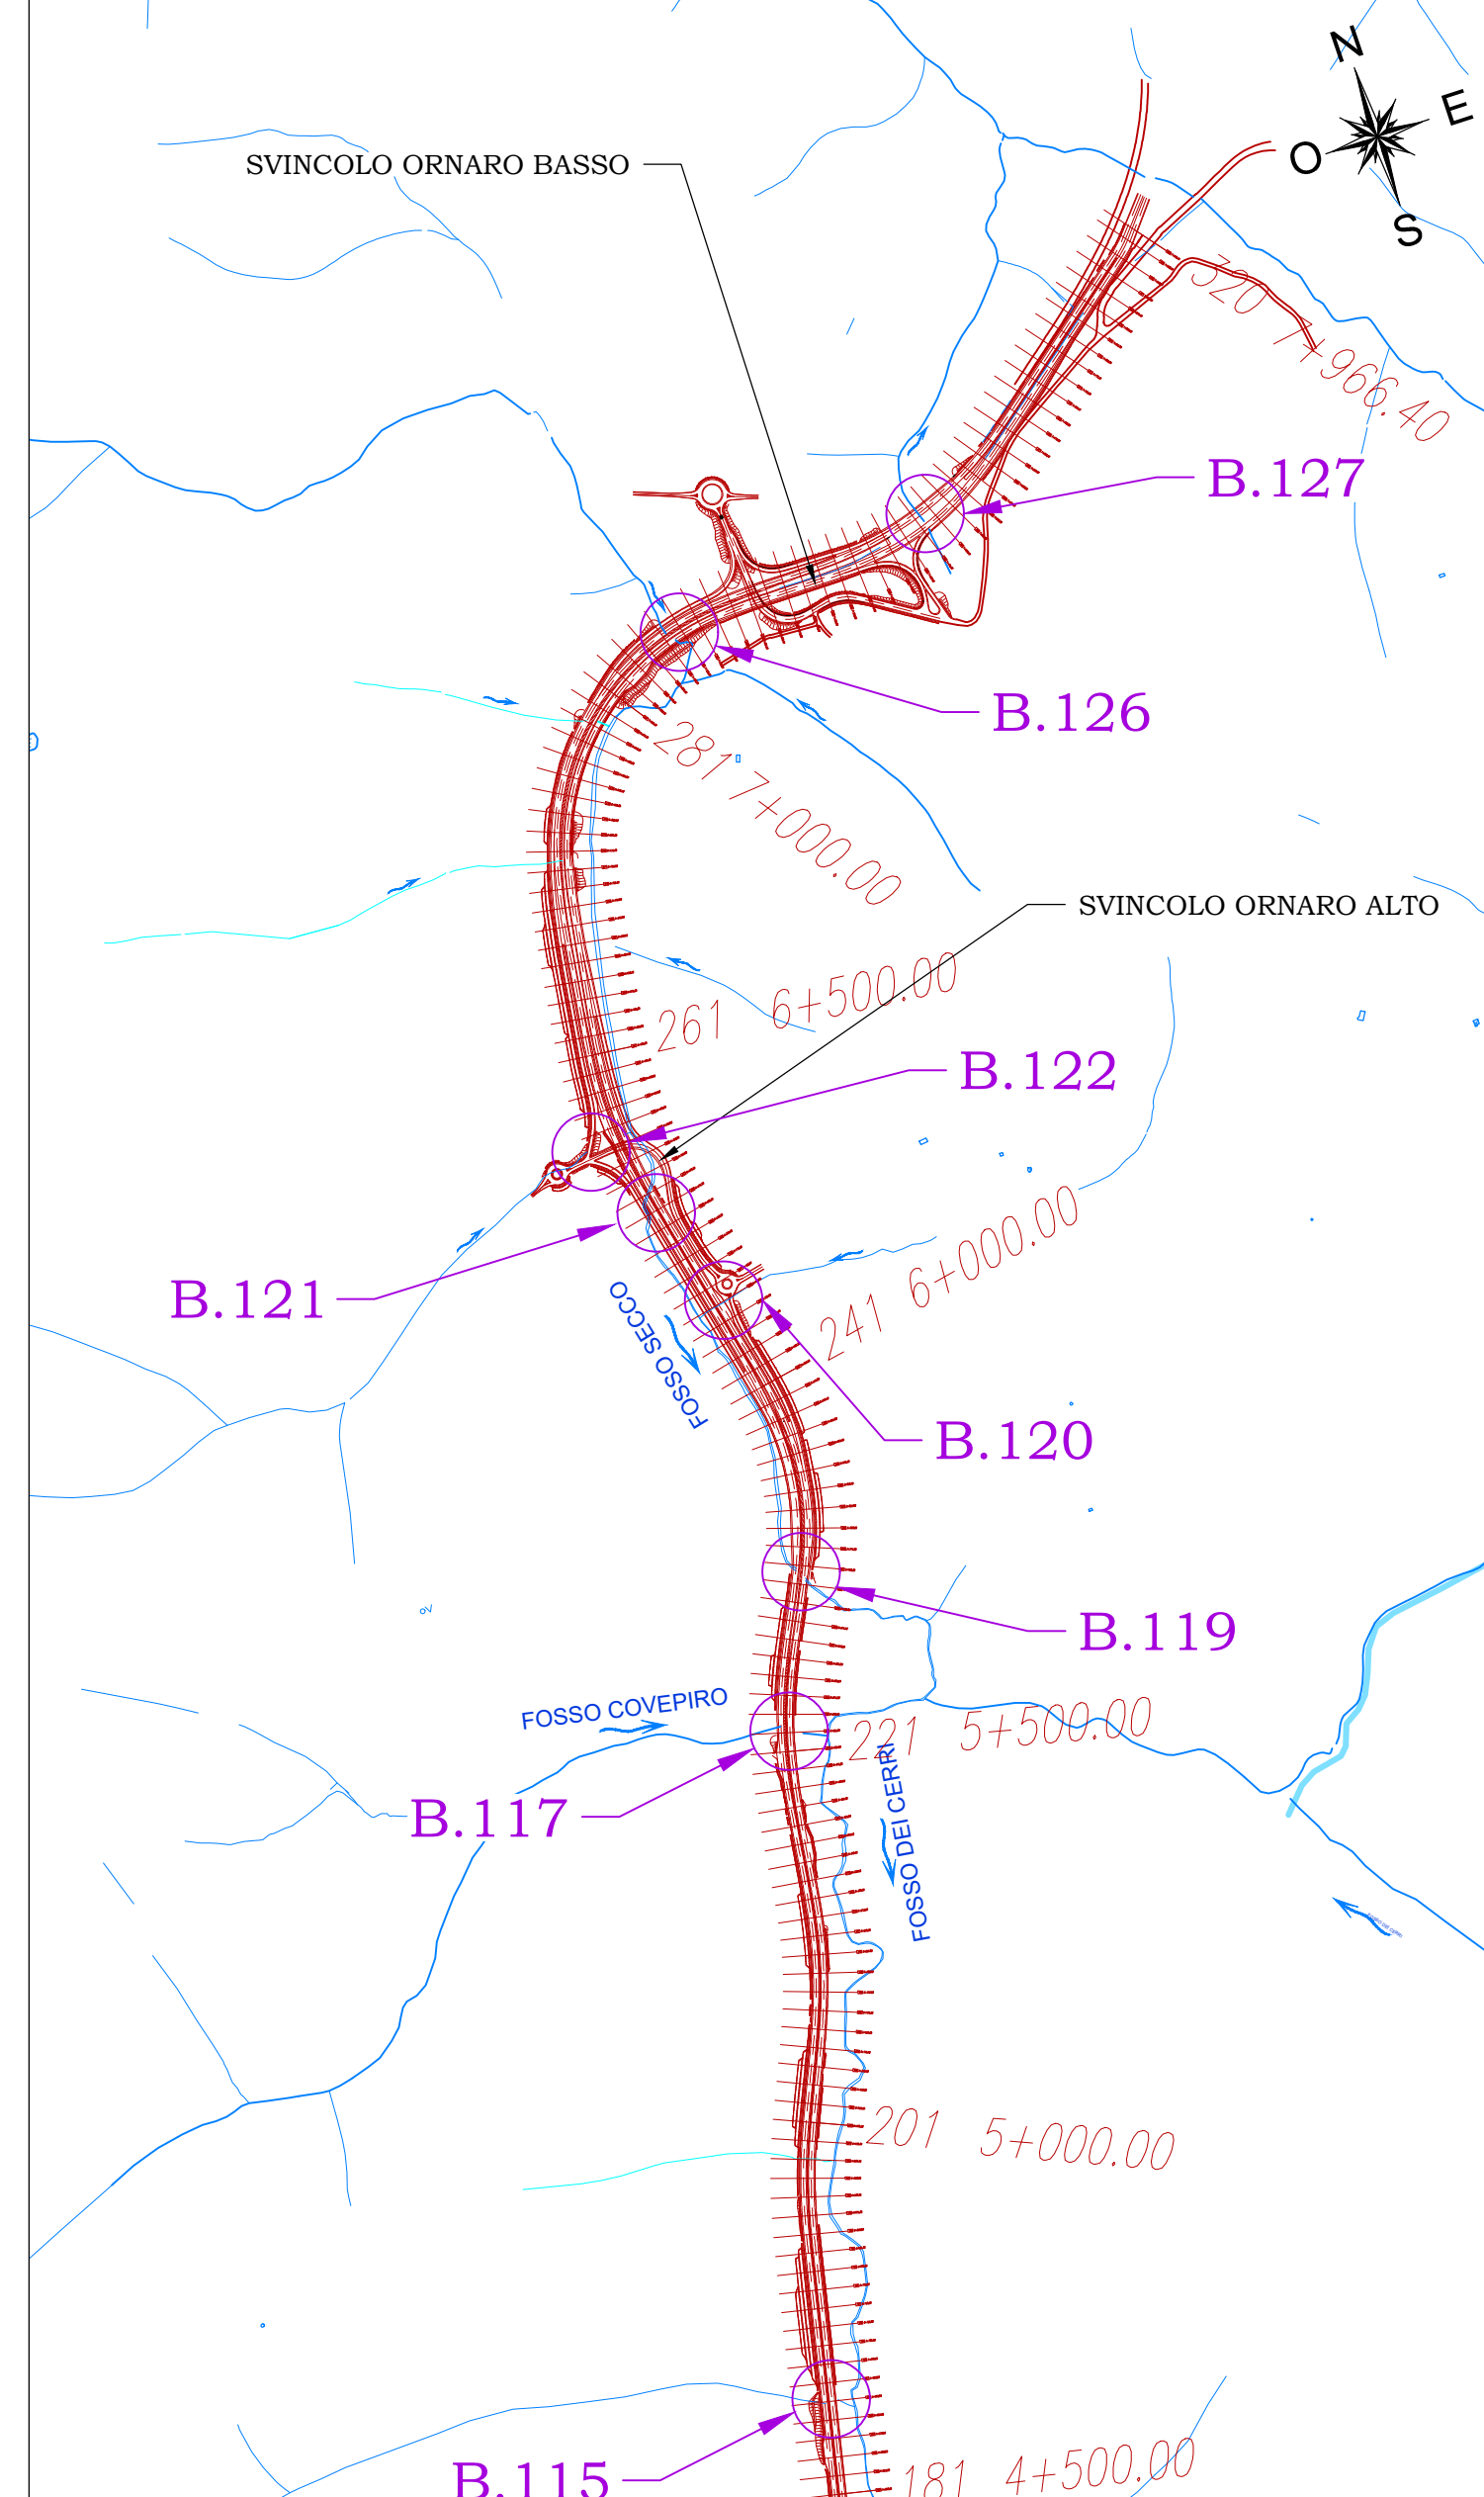 N
E
O
S
SVINCOLO ORNARO BASSO
320 7+966.40
B.127
B.126
281 7+000.00
SVINCOLO ORNARO ALTO
261 6+500.00
B.122
241 6+000.00
B.121
FOSSO SECCO
B.120
B.119
FOSSO COVEPIRO
221 5+500.00
FOSSO DEI CERRI
B.117
201 5+000.00
B.115
181 4+500.00